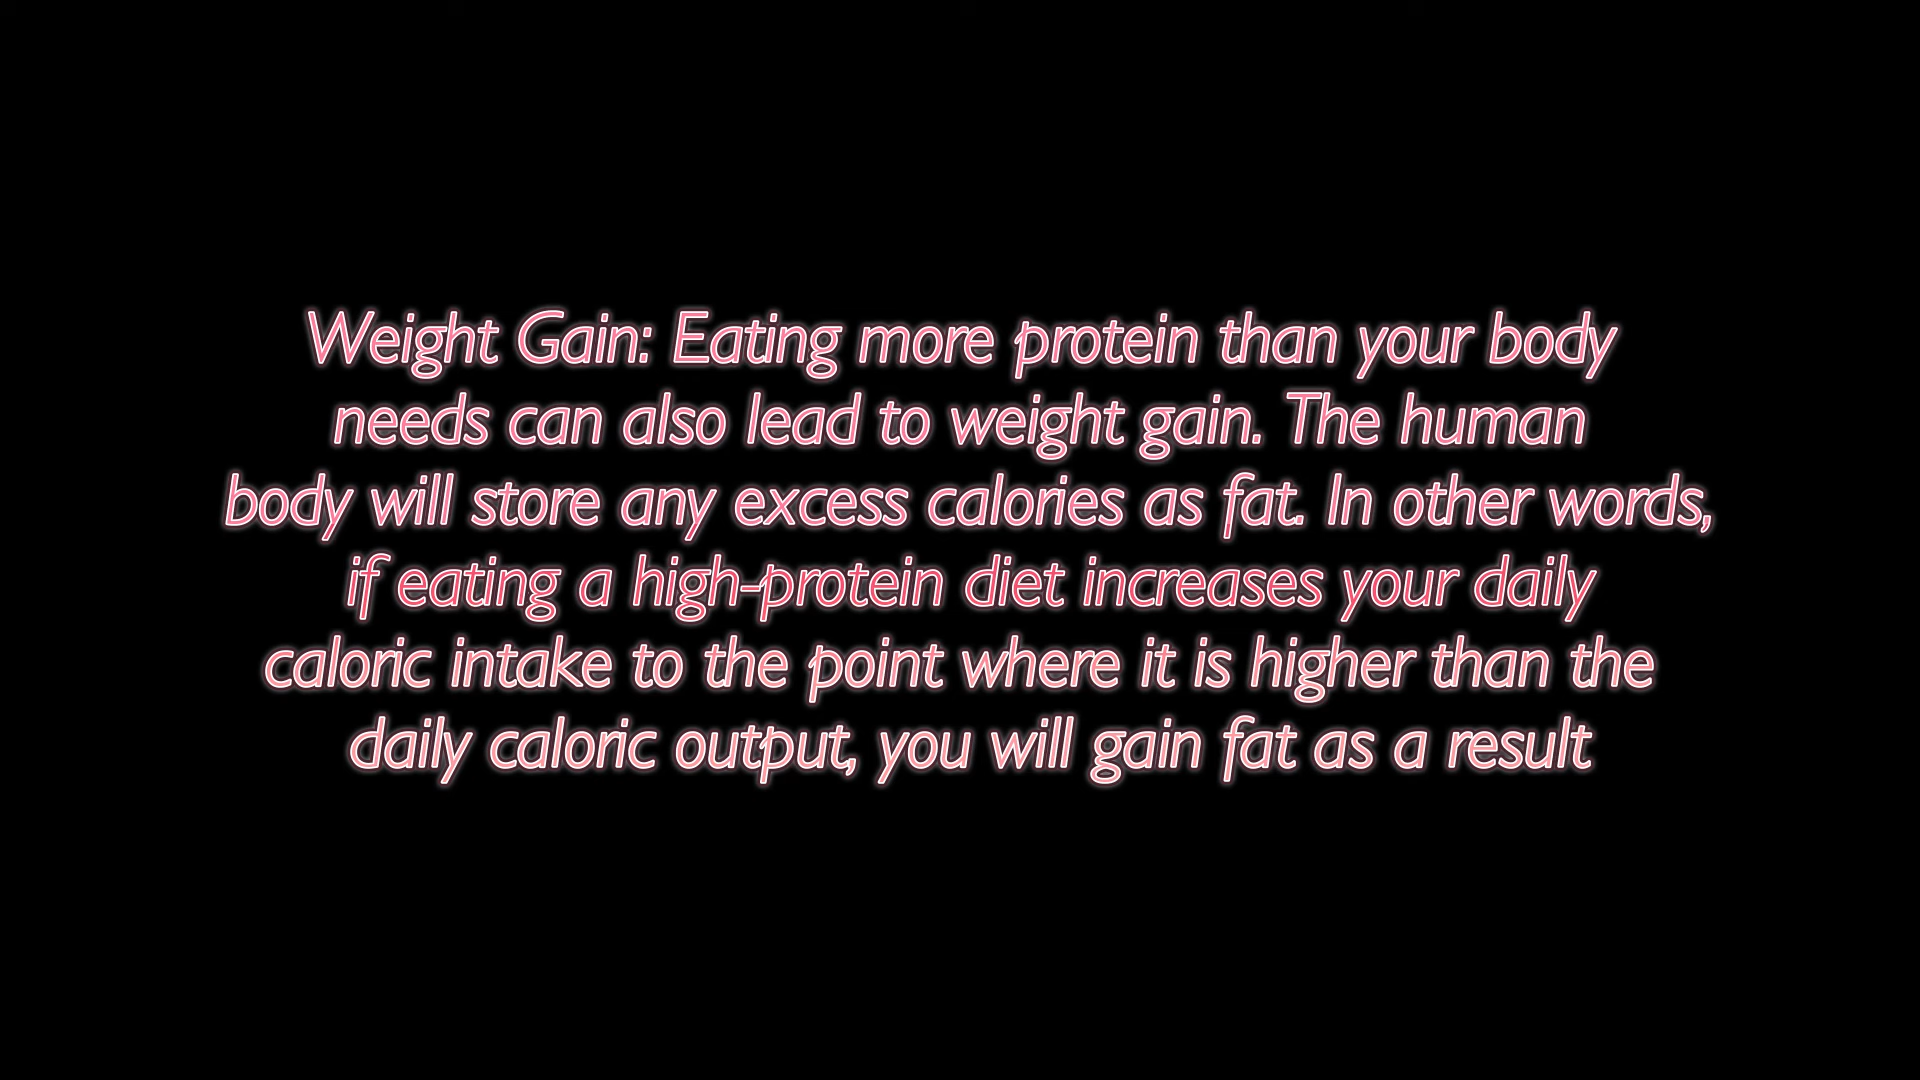 Weight Gain: Eating more protein than your body
needs can also lead to weight gain. The human
body will store any excess calories as fat. In other words,
if eating a high-protein diet increases your daily
caloric intake to the point where it is higher than the
daily caloric output, you will gain fat as a result